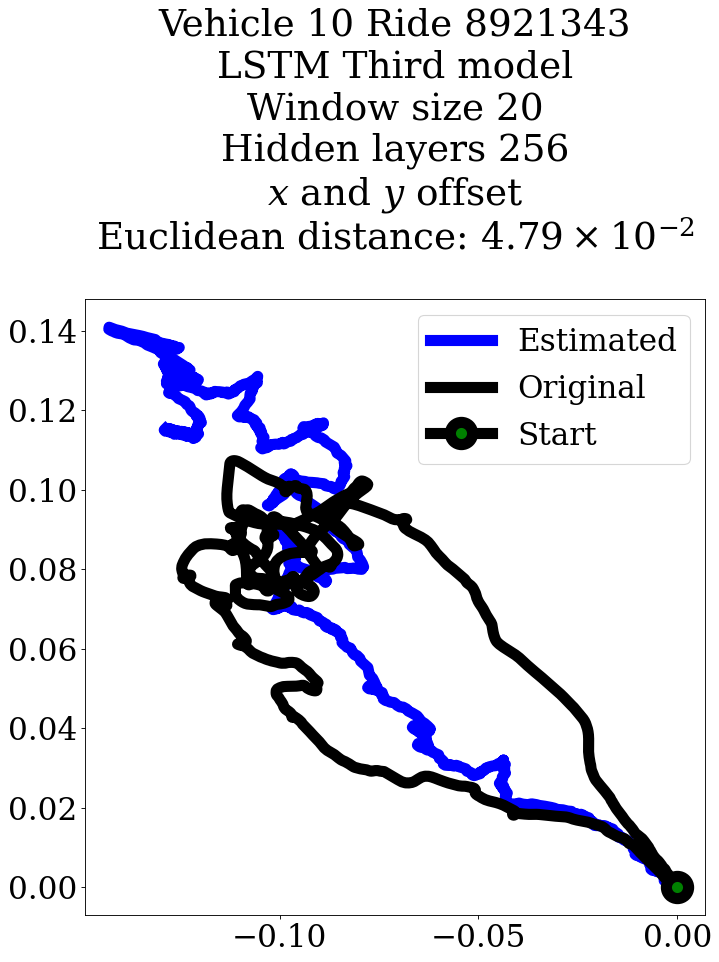 Vehicle 10 Ride 8921343
LSTM Third model
Window size 20
Hidden layers 256
x and y offset
Euclidean distance: 4.79 × 10⁻²
Estimated
Original
Start
0.14
0.12
0.10
0.08
0.06
0.04
0.02
0.00
−0.10
−0.05
0.00